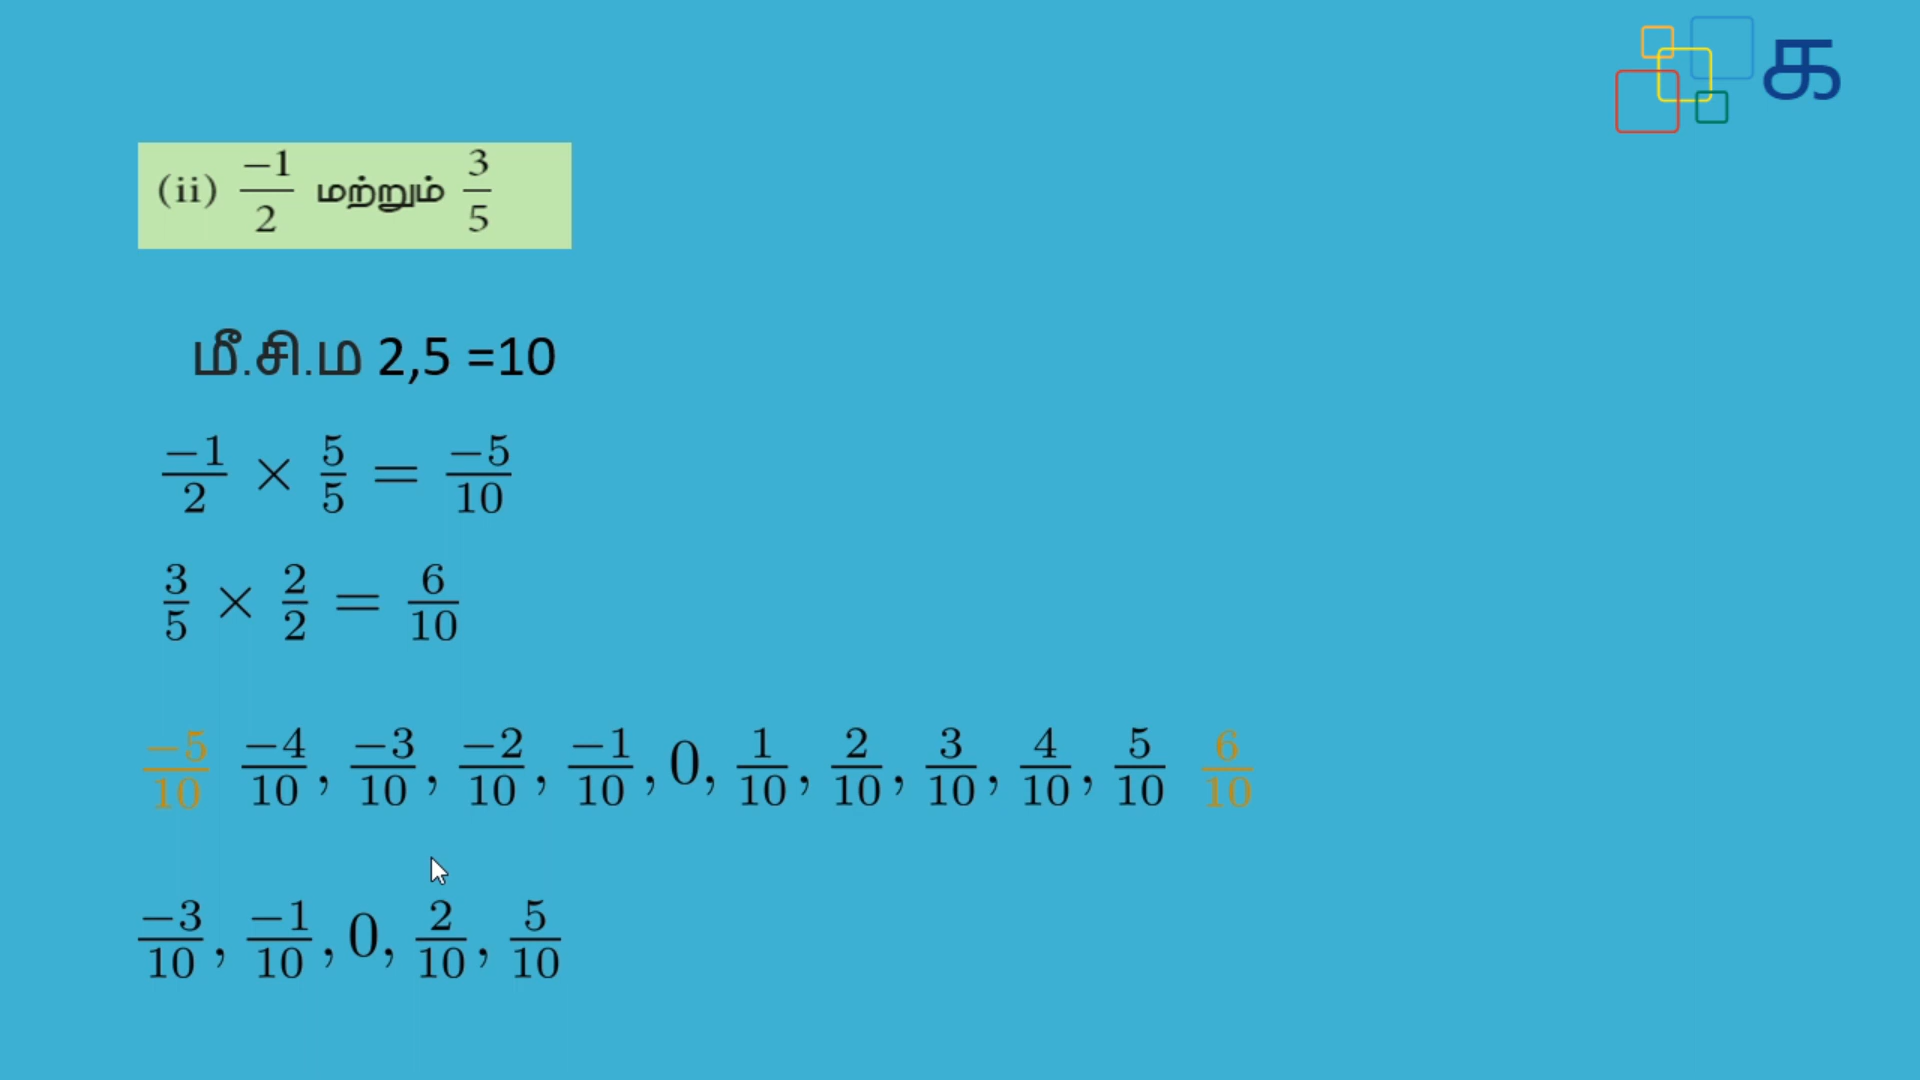 க
(ii) −1/2 மற்றும் 3/5
மீ.சி.ம 2,5 =10
−1/2 × 5/5 = −5/10
3/5 × 2/2 = 6/10
−5/10 −4/10, −3/10, −2/10, −1/10, 0, 1/10, 2/10, 3/10, 4/10, 5/10 6/10
−3/10, −1/10, 0, 2/10, 5/10